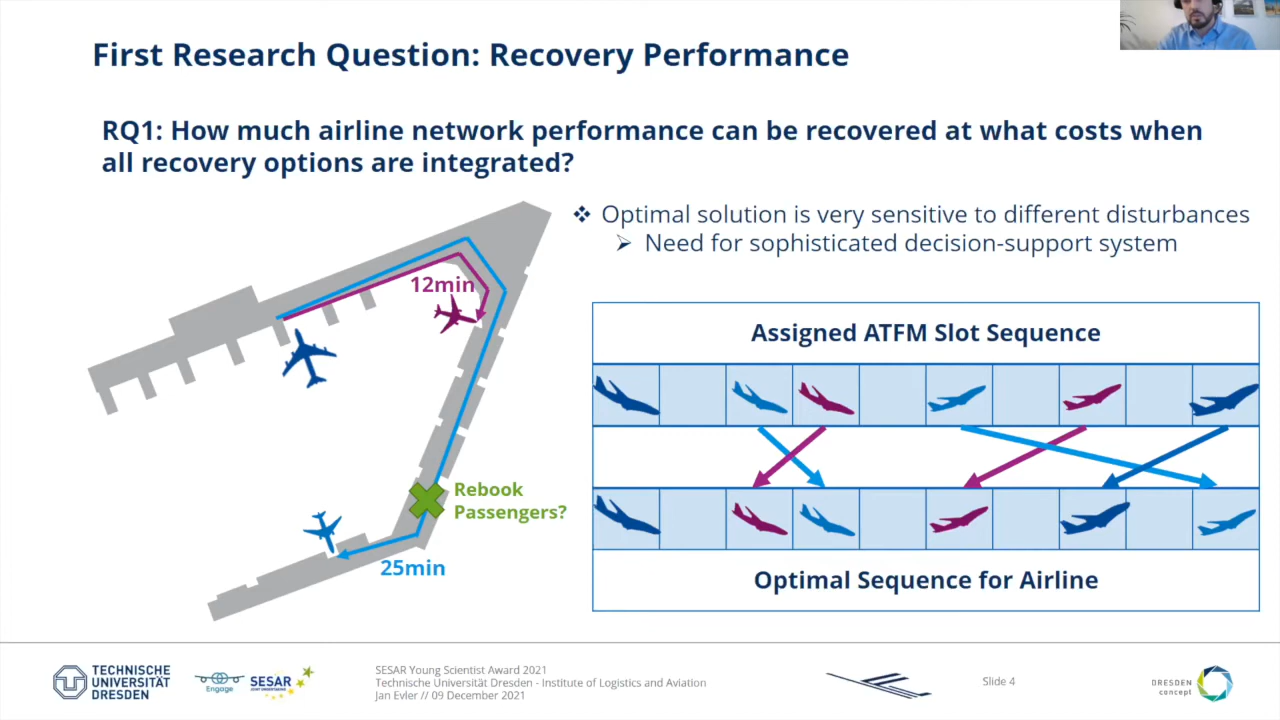 First Research Question: Recovery Performance
RQ1: How much airline network performance can be recovered at what costs when
all recovery options are integrated?
Optimal solution is very sensitive to different disturbances
Need for sophisticated decision-support system
12min
Rebook
Passengers?
25min
Assigned ATFM Slot Sequence
Optimal Sequence for Airline
TECHNISCHE
UNIVERSITÄT
DRESDEN
Engage
SESAR
JOINT UNDERTAKING
SESAR Young Scientist Award 2021
Technische Universität Dresden - Institute of Logistics and Aviation
Jan Evler // 09 December 2021
Slide 4
DRESDEN
concept